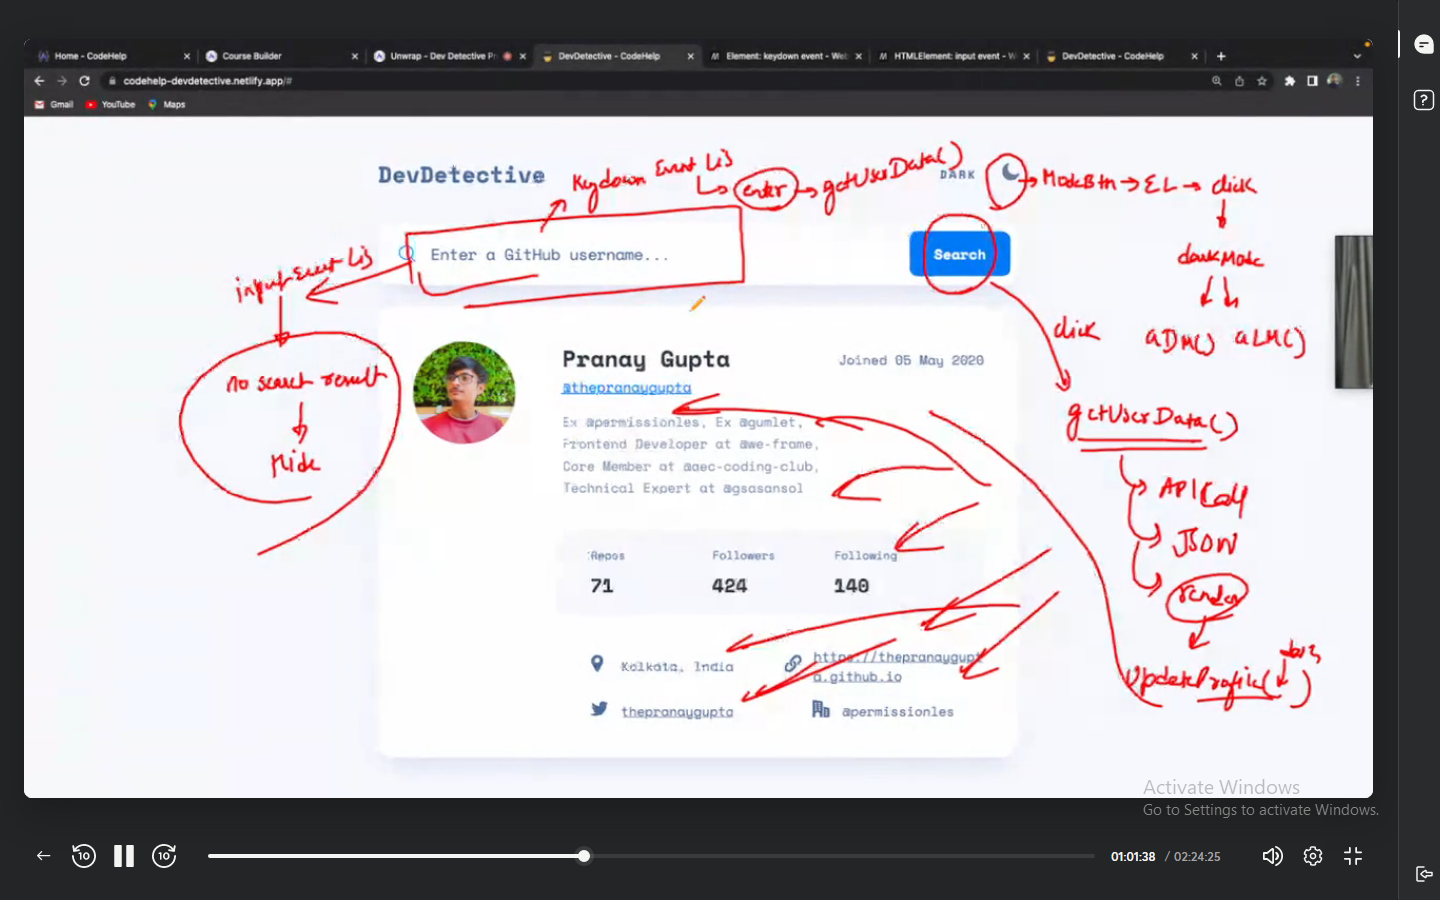 Home - CodeHelp
Course Builder
Unwrap - Dev Detective Pr
DevDetective - CodeHelp
Element: keydown event - Web
HTMLElement: input event - W
DevDetective - CodeHelp
codehelp-devdetective.netlify.app/#
Gmail YouTube Maps
DevDetective
Keydown Event Lis
enter getUserData()
DARK
ModeBtn EL click
darkMode
aDM() aLM()
Enter a GitHub username...
Search
input Event Lis
no search result
Hide
click
getUserData()
API Call
JSON
render
UpdateProfile( )
Pranay Gupta
Joined 05 May 2020
@thepranaygupta
Ex @permissionles, Ex @gumlet,
Frontend Developer at @we-frame,
Core Member at @aec-coding-club,
Technical Expert at @gsasansol
Repos Followers Following
71 424 140
Kolkata, India
https://thepranaygupt
a.github.io
thepranaygupta
@permissionles
Activate Windows
Go to Settings to activate Windows.
10 10
01:01:38 / 02:24:25